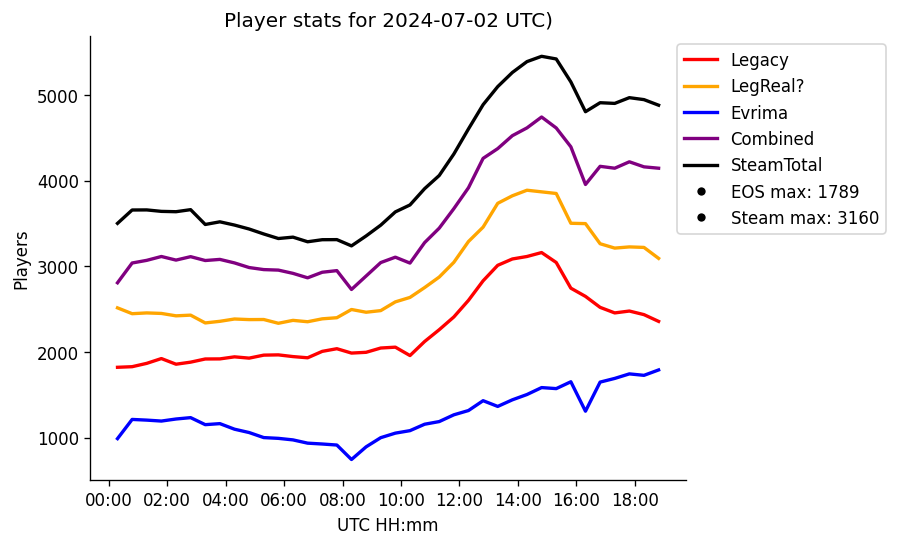 Player stats for 2024-07-02 UTC)
Legacy
LegReal?
Evrima
Combined
SteamTotal
EOS max: 1789
Steam max: 3160
Players
5000
4000
3000
2000
1000
00:00 02:00 04:00 06:00 08:00 10:00 12:00 14:00 16:00 18:00
UTC HH:mm